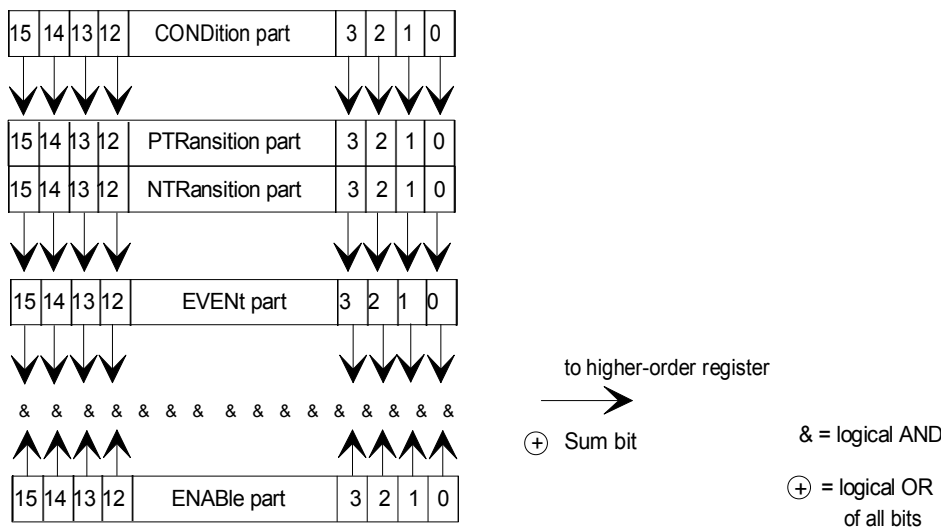 15 14 13 12 CONDition part 3 2 1 0
15 14 13 12 PTRansition part 3 2 1 0
15 14 13 12 NTRansition part 3 2 1 0
15 14 13 12 EVENt part 3 2 1 0
to higher-order register
& & & & & & & & & & & & & & & &
+ Sum bit
& = logical AND
15 14 13 12 ENABle part 3 2 1 0
+ = logical OR
of all bits